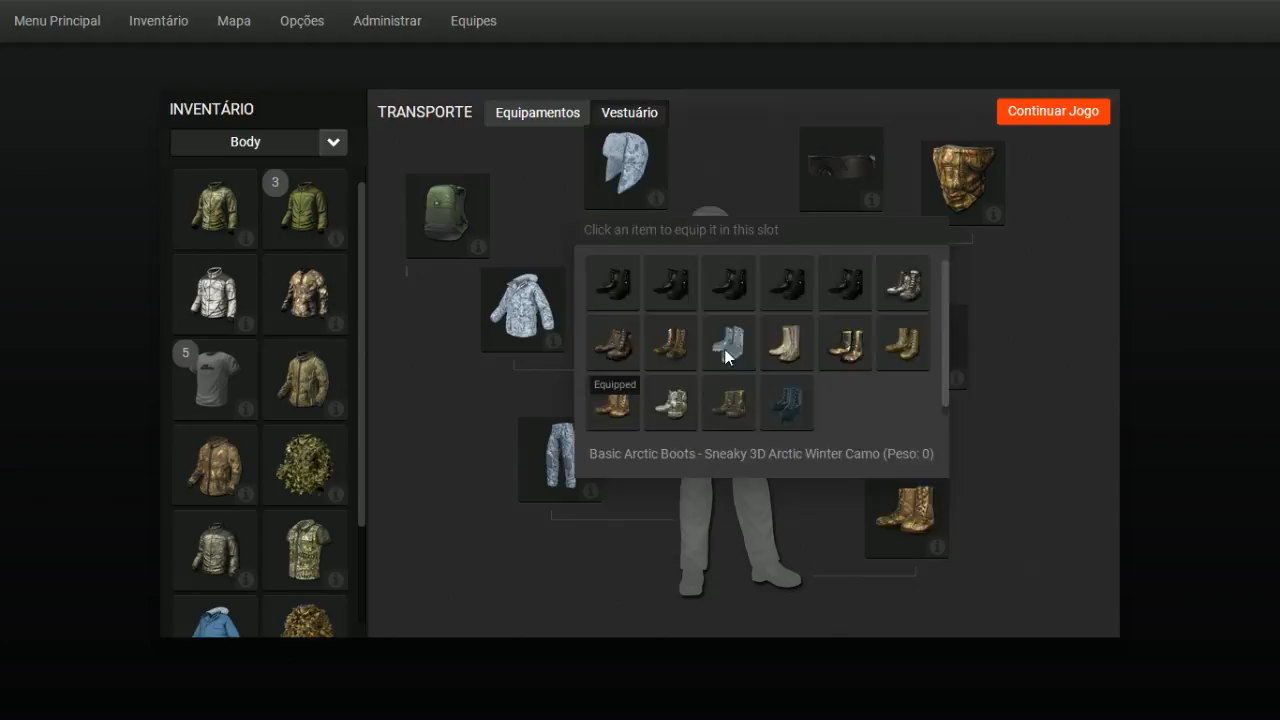 Menu Principal Inventário Mapa Opções Administrar Equipes
INVENTÁRIO
TRANSPORTE Equipamentos Vestuário Continuar Jogo
Body
3
Click an item to equip it in this slot
5
Equipped
Basic Arctic Boots - Sneaky 3D Arctic Winter Camo (Peso: 0)